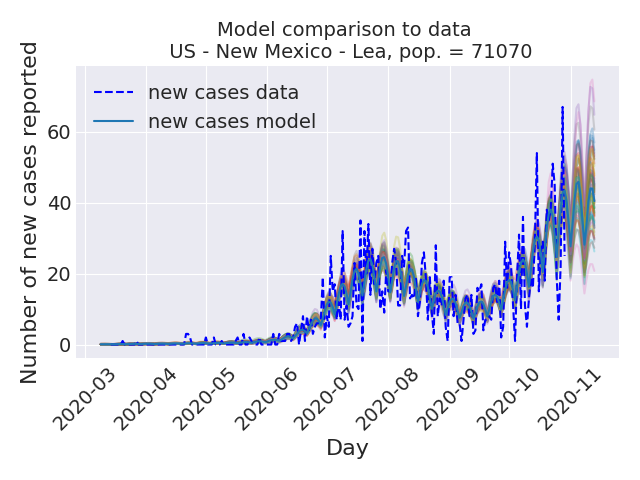 Model comparison to data
US - New Mexico - Lea, pop. = 71070
new cases data
new cases model
Number of new cases reported
60
40
20
0
2020-03
2020-04
2020-05
2020-06
2020-07
2020-08
2020-09
2020-10
2020-11
Day